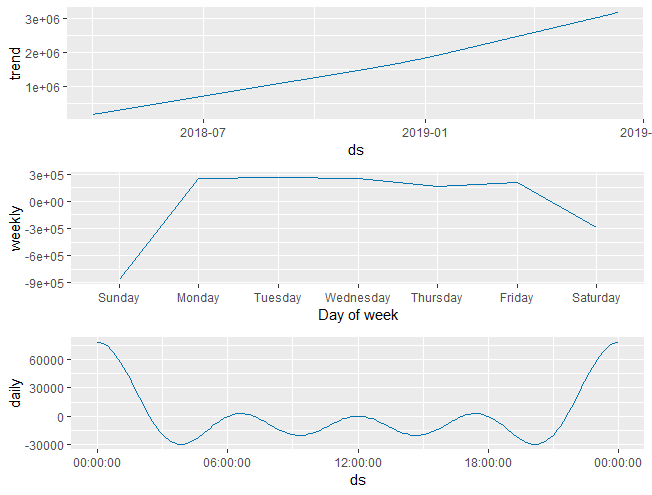 3e+06
2e+06
1e+06
trend
2018-07 2019-01 2019-
ds
3e+05
0e+00
-3e+05
-6e+05
-9e+05
weekly
Sunday Monday Tuesday Wednesday Thursday Friday Saturday
Day of week
60000
30000
0
-30000
daily
00:00:00 06:00:00 12:00:00 18:00:00 00:00:00
ds